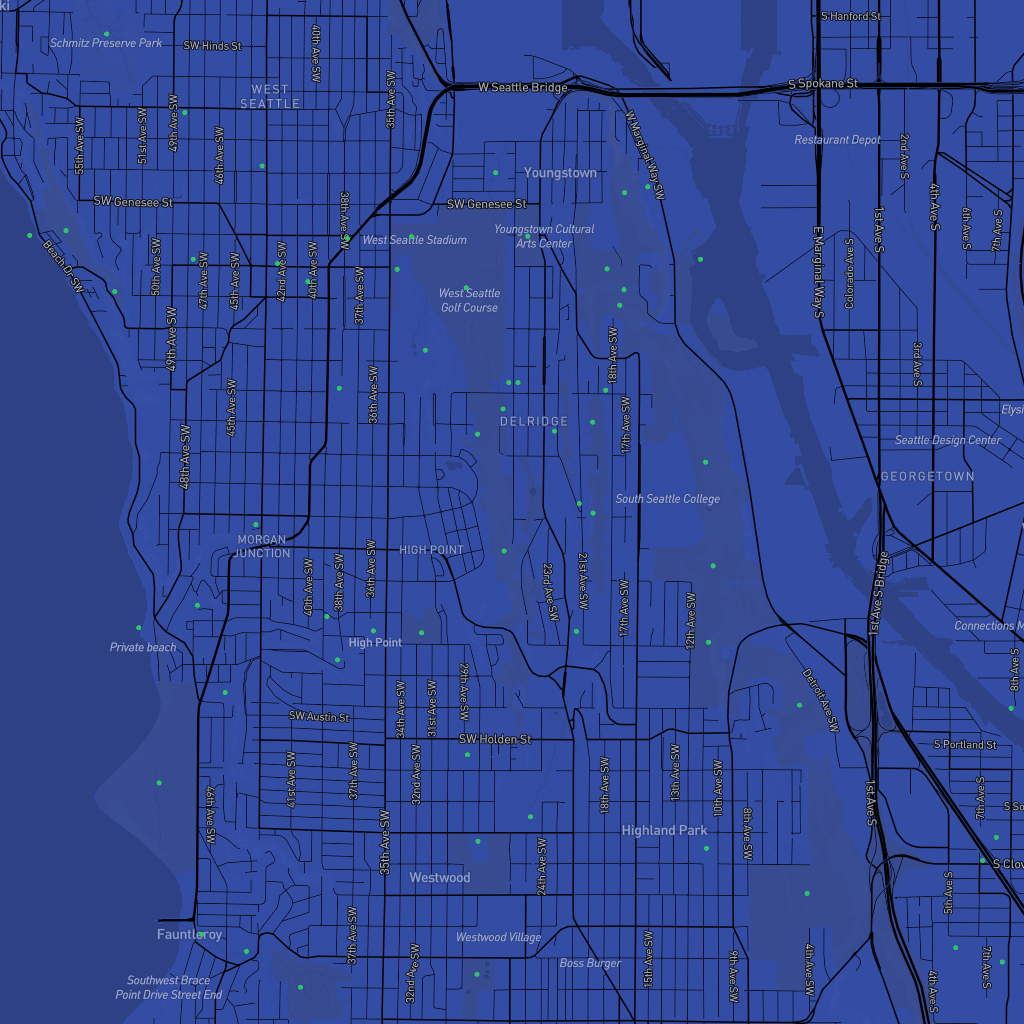 ki
Schmitz Preserve Park
SW Hinds St
40th Ave SW
S Hanford St
WEST
SEATTLE
35th Ave SW
W Seattle Bridge
S Spokane St
55th Ave SW
51st Ave SW
49th Ave SW
46th Ave SW
W Marginal Way SW
Restaurant Depot
2nd Ave S
Youngstown
4th Ave S
SW Genesee St
38th Ave SW
SW Genesee St
1st Ave S
6th Ave S
7th Ave S
West Seattle Stadium
Youngstown Cultural
Arts Center
Beach Dr SW
50th Ave SW
47th Ave SW
45th Ave SW
42nd Ave SW
40th Ave SW
37th Ave SW
West Seattle
Golf Course
E Marginal Way S
Colorado Ave S
49th Ave SW
18th Ave SW
3rd Ave S
45th Ave SW
36th Ave SW
DELRIDGE
17th Ave SW
Elysi
Seattle Design Center
48th Ave SW
GEORGETOWN
South Seattle College
MORGAN
JUNCTION
HIGH POINT
40th Ave SW
38th Ave SW
36th Ave SW
23rd Ave SW
21st Ave SW
17th Ave SW
12th Ave SW
1st Ave S Bridge
Private beach
High Point
Connections M
8th Ave S
SW Austin St
34th Ave SW
31st Ave SW
29th Ave SW
Detroit Ave SW
SW Holden St
S Portland St
41st Ave SW
37th Ave SW
32nd Ave SW
18th Ave SW
13th Ave SW
10th Ave SW
1st Ave S
7th Ave S
S So
46th Ave SW
35th Ave SW
24th Ave SW
Highland Park
8th Ave SW
S Clov
Westwood
5th Ave S
Fauntleroy
37th Ave SW
Westwood Village
32nd Ave SW
Boss Burger
15th Ave SW
9th Ave SW
4th Ave SW
4th Ave S
7th Ave S
Southwest Brace
Point Drive Street End